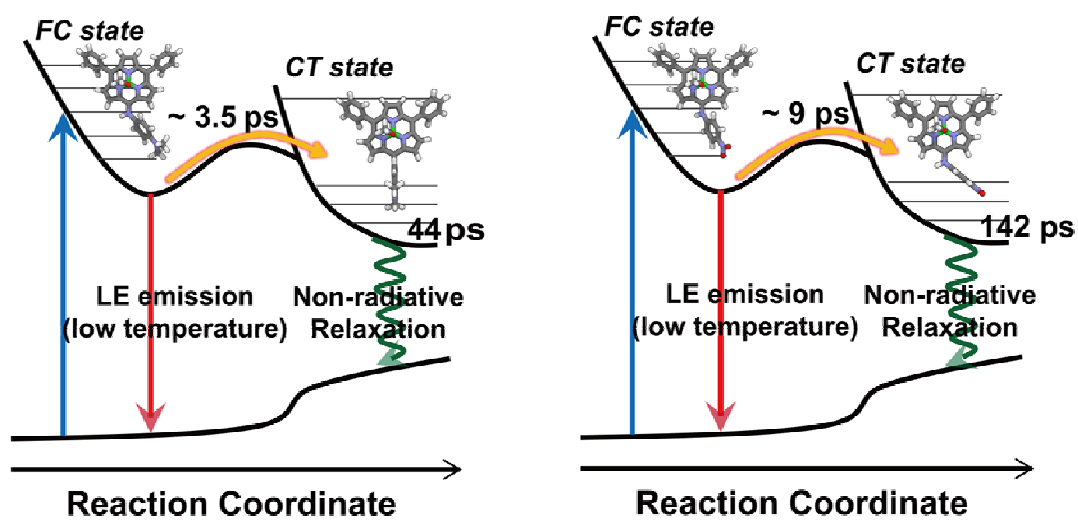 FC state
CT state
~ 3.5 ps
44 ps
LE emission
(low temperature)
Non-radiative
Relaxation
Reaction Coordinate
FC state
CT state
~ 9 ps
142 ps
LE emission
(low temperature)
Non-radiative
Relaxation
Reaction Coordinate